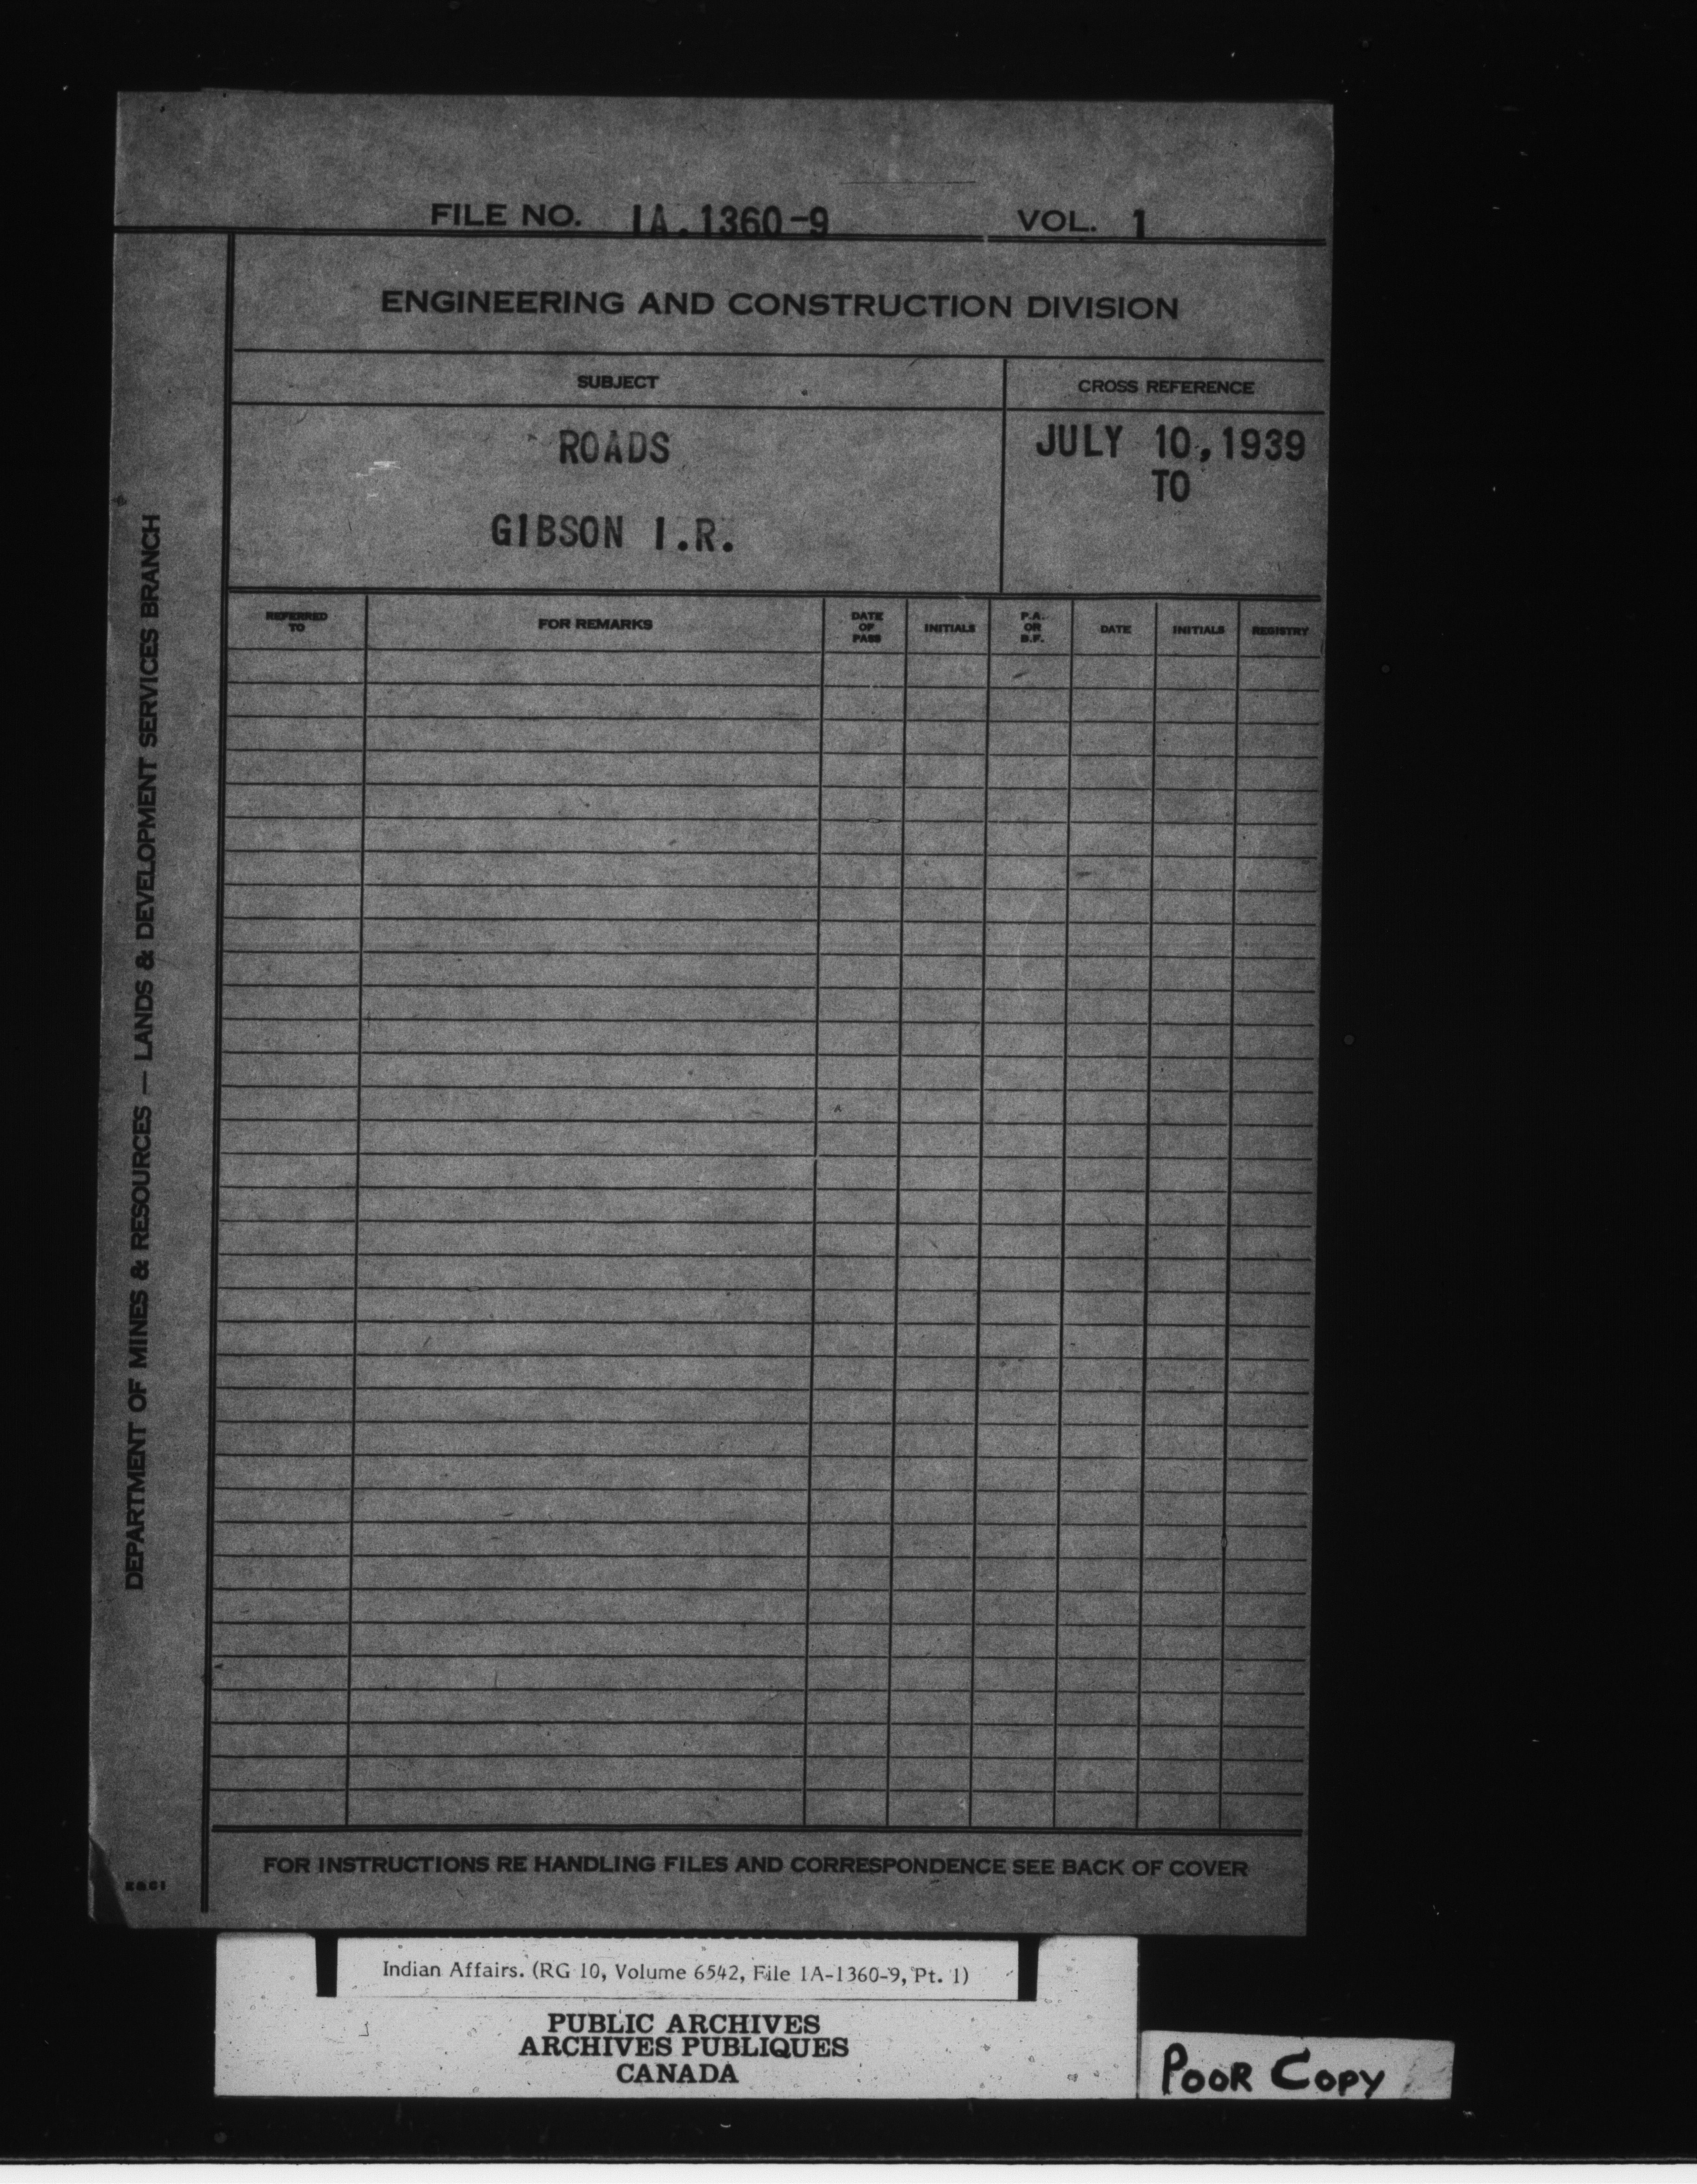 FILE NO. 1A.1360-9 VOL. 1
ENGINEERING AND CONSTRUCTION DIVISION
SUBJECT
CROSS REFERENCE
ROADS
GIBSON I.R.
JULY 10, 1939
TO
REFERRED
TO
FOR REMARKS
DATE
OF
PASS
INITIALS
P.A.
OR
B.F.
DATE
INITIALS
REGISTRY
DEPARTMENT OF MINES & RESOURCES — LANDS & DEVELOPMENT SERVICES BRANCH
FOR INSTRUCTIONS RE HANDLING FILES AND CORRESPONDENCE SEE BACK OF COVER
Indian Affairs. (RG 10, Volume 6542, File 1A-1360-9, Pt. 1)
PUBLIC ARCHIVES
ARCHIVES PUBLIQUES
CANADA
POOR COPY